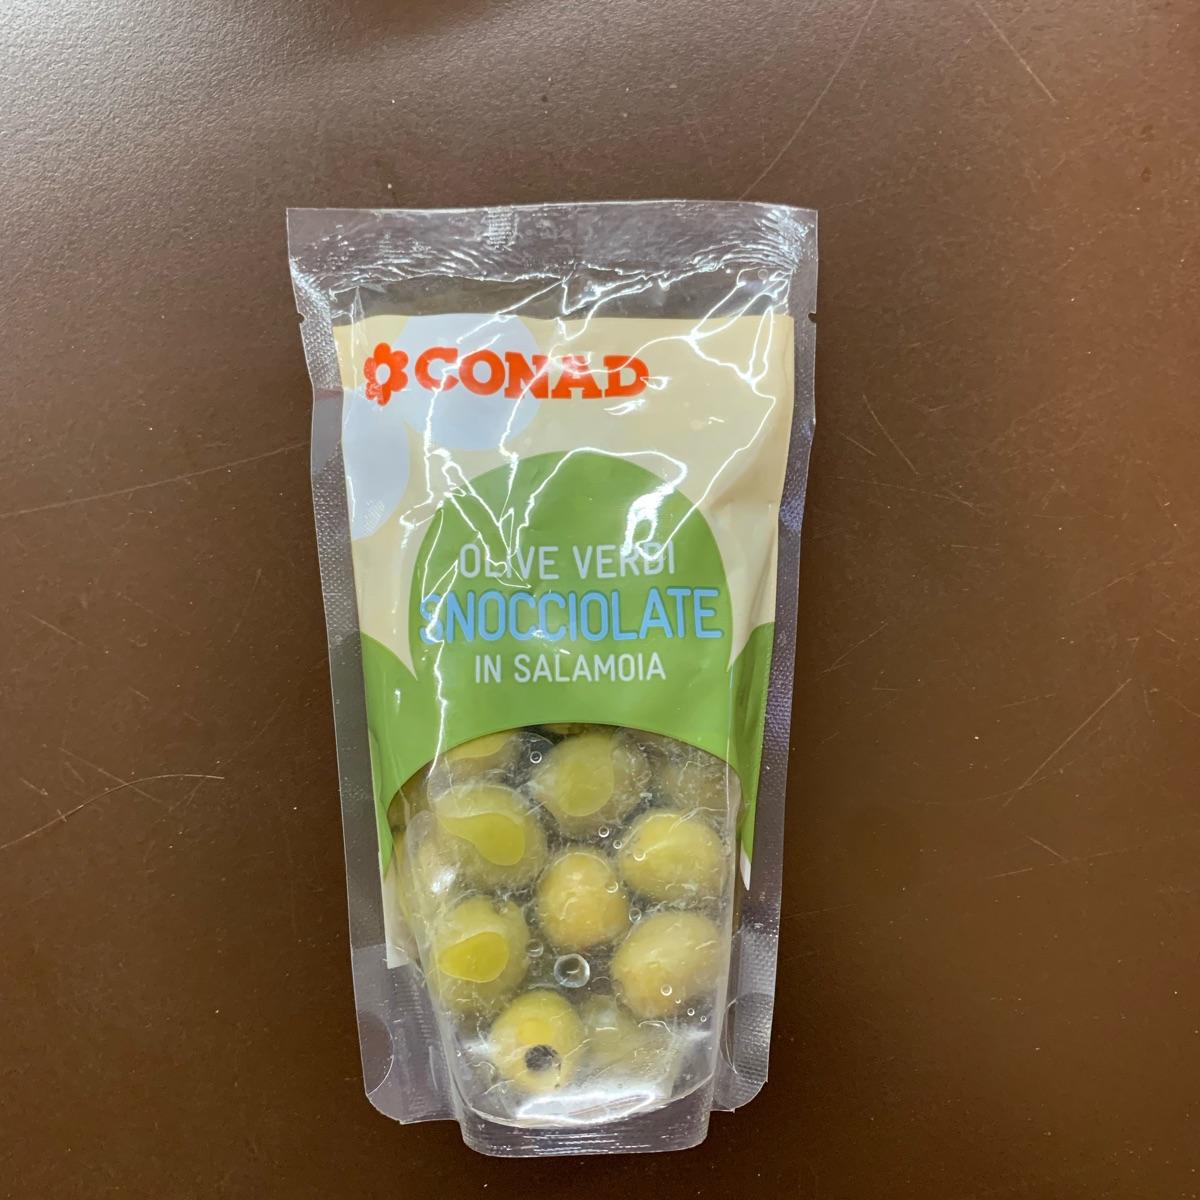 CONAD
OLIVE VERDI
SNOCCIOLATE
IN SALAMOIA